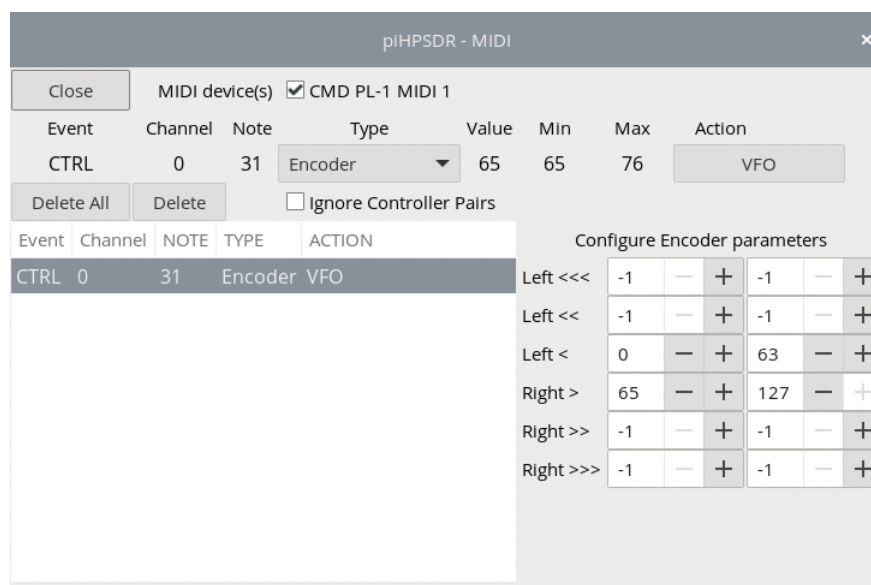 piHPSDR - MIDI ×
Close MIDI device(s) CMD PL-1 MIDI 1
Event Channel Note Type Value Min Max Action
CTRL 0 31 Encoder 65 65 76 VFO
Delete All Delete Ignore Controller Pairs
Event Channel NOTE TYPE ACTION
CTRL 0 31 Encoder VFO
Configure Encoder parameters
Left <<< -1 — + -1 — +
Left << -1 — + -1 — +
Left < 0 — + 63 — +
Right > 65 — + 127 — +
Right >> -1 — + -1 — +
Right >>> -1 — + -1 — +